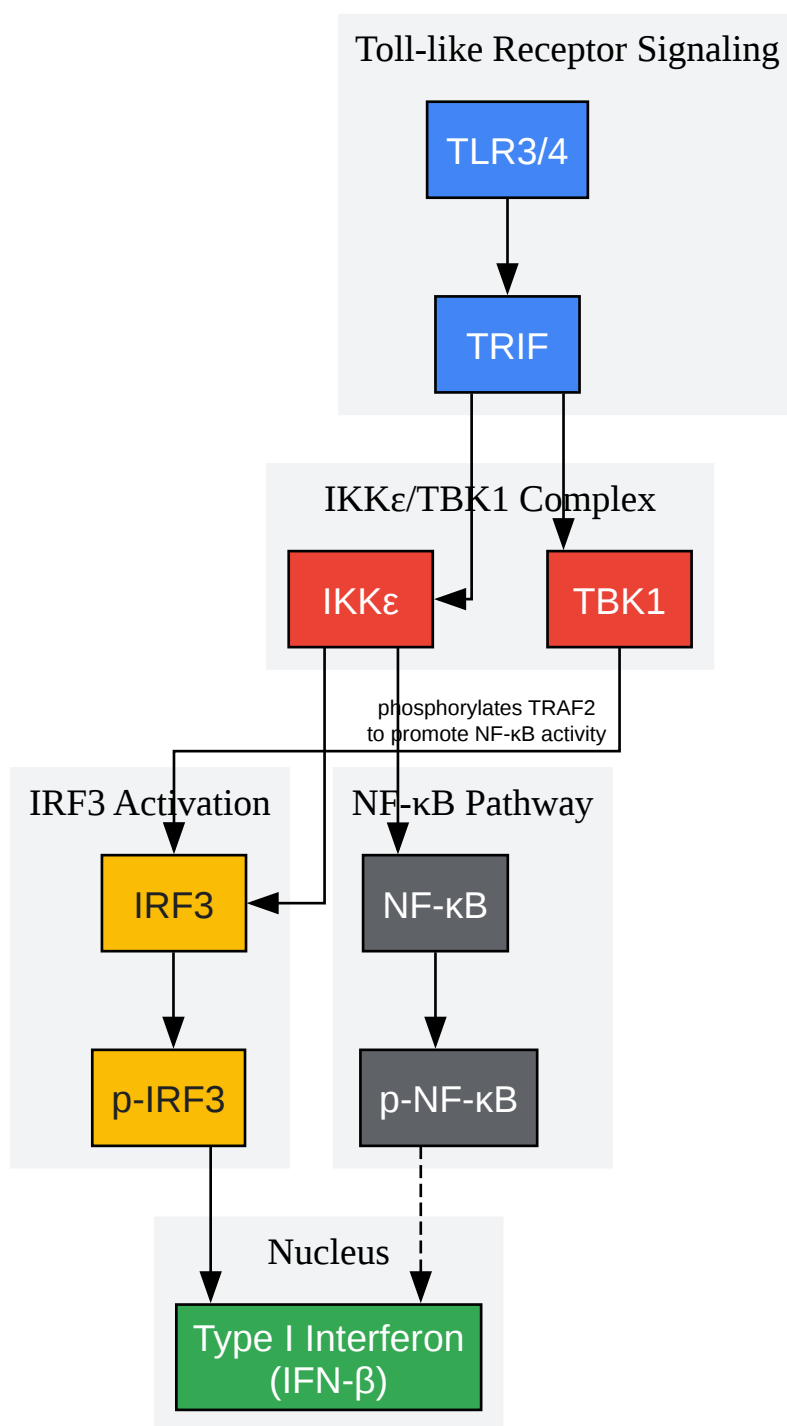 Toll-like Receptor Signaling
TLR3/4
TRIF
IKKε/TBK1 Complex
IKKε
TBK1
phosphorylates TRAF2
to promote NF-κB activity
IRF3 Activation
NF-κB Pathway
IRF3
NF-κB
p-IRF3
p-NF-κB
Nucleus
Type I Interferon
(IFN-β)